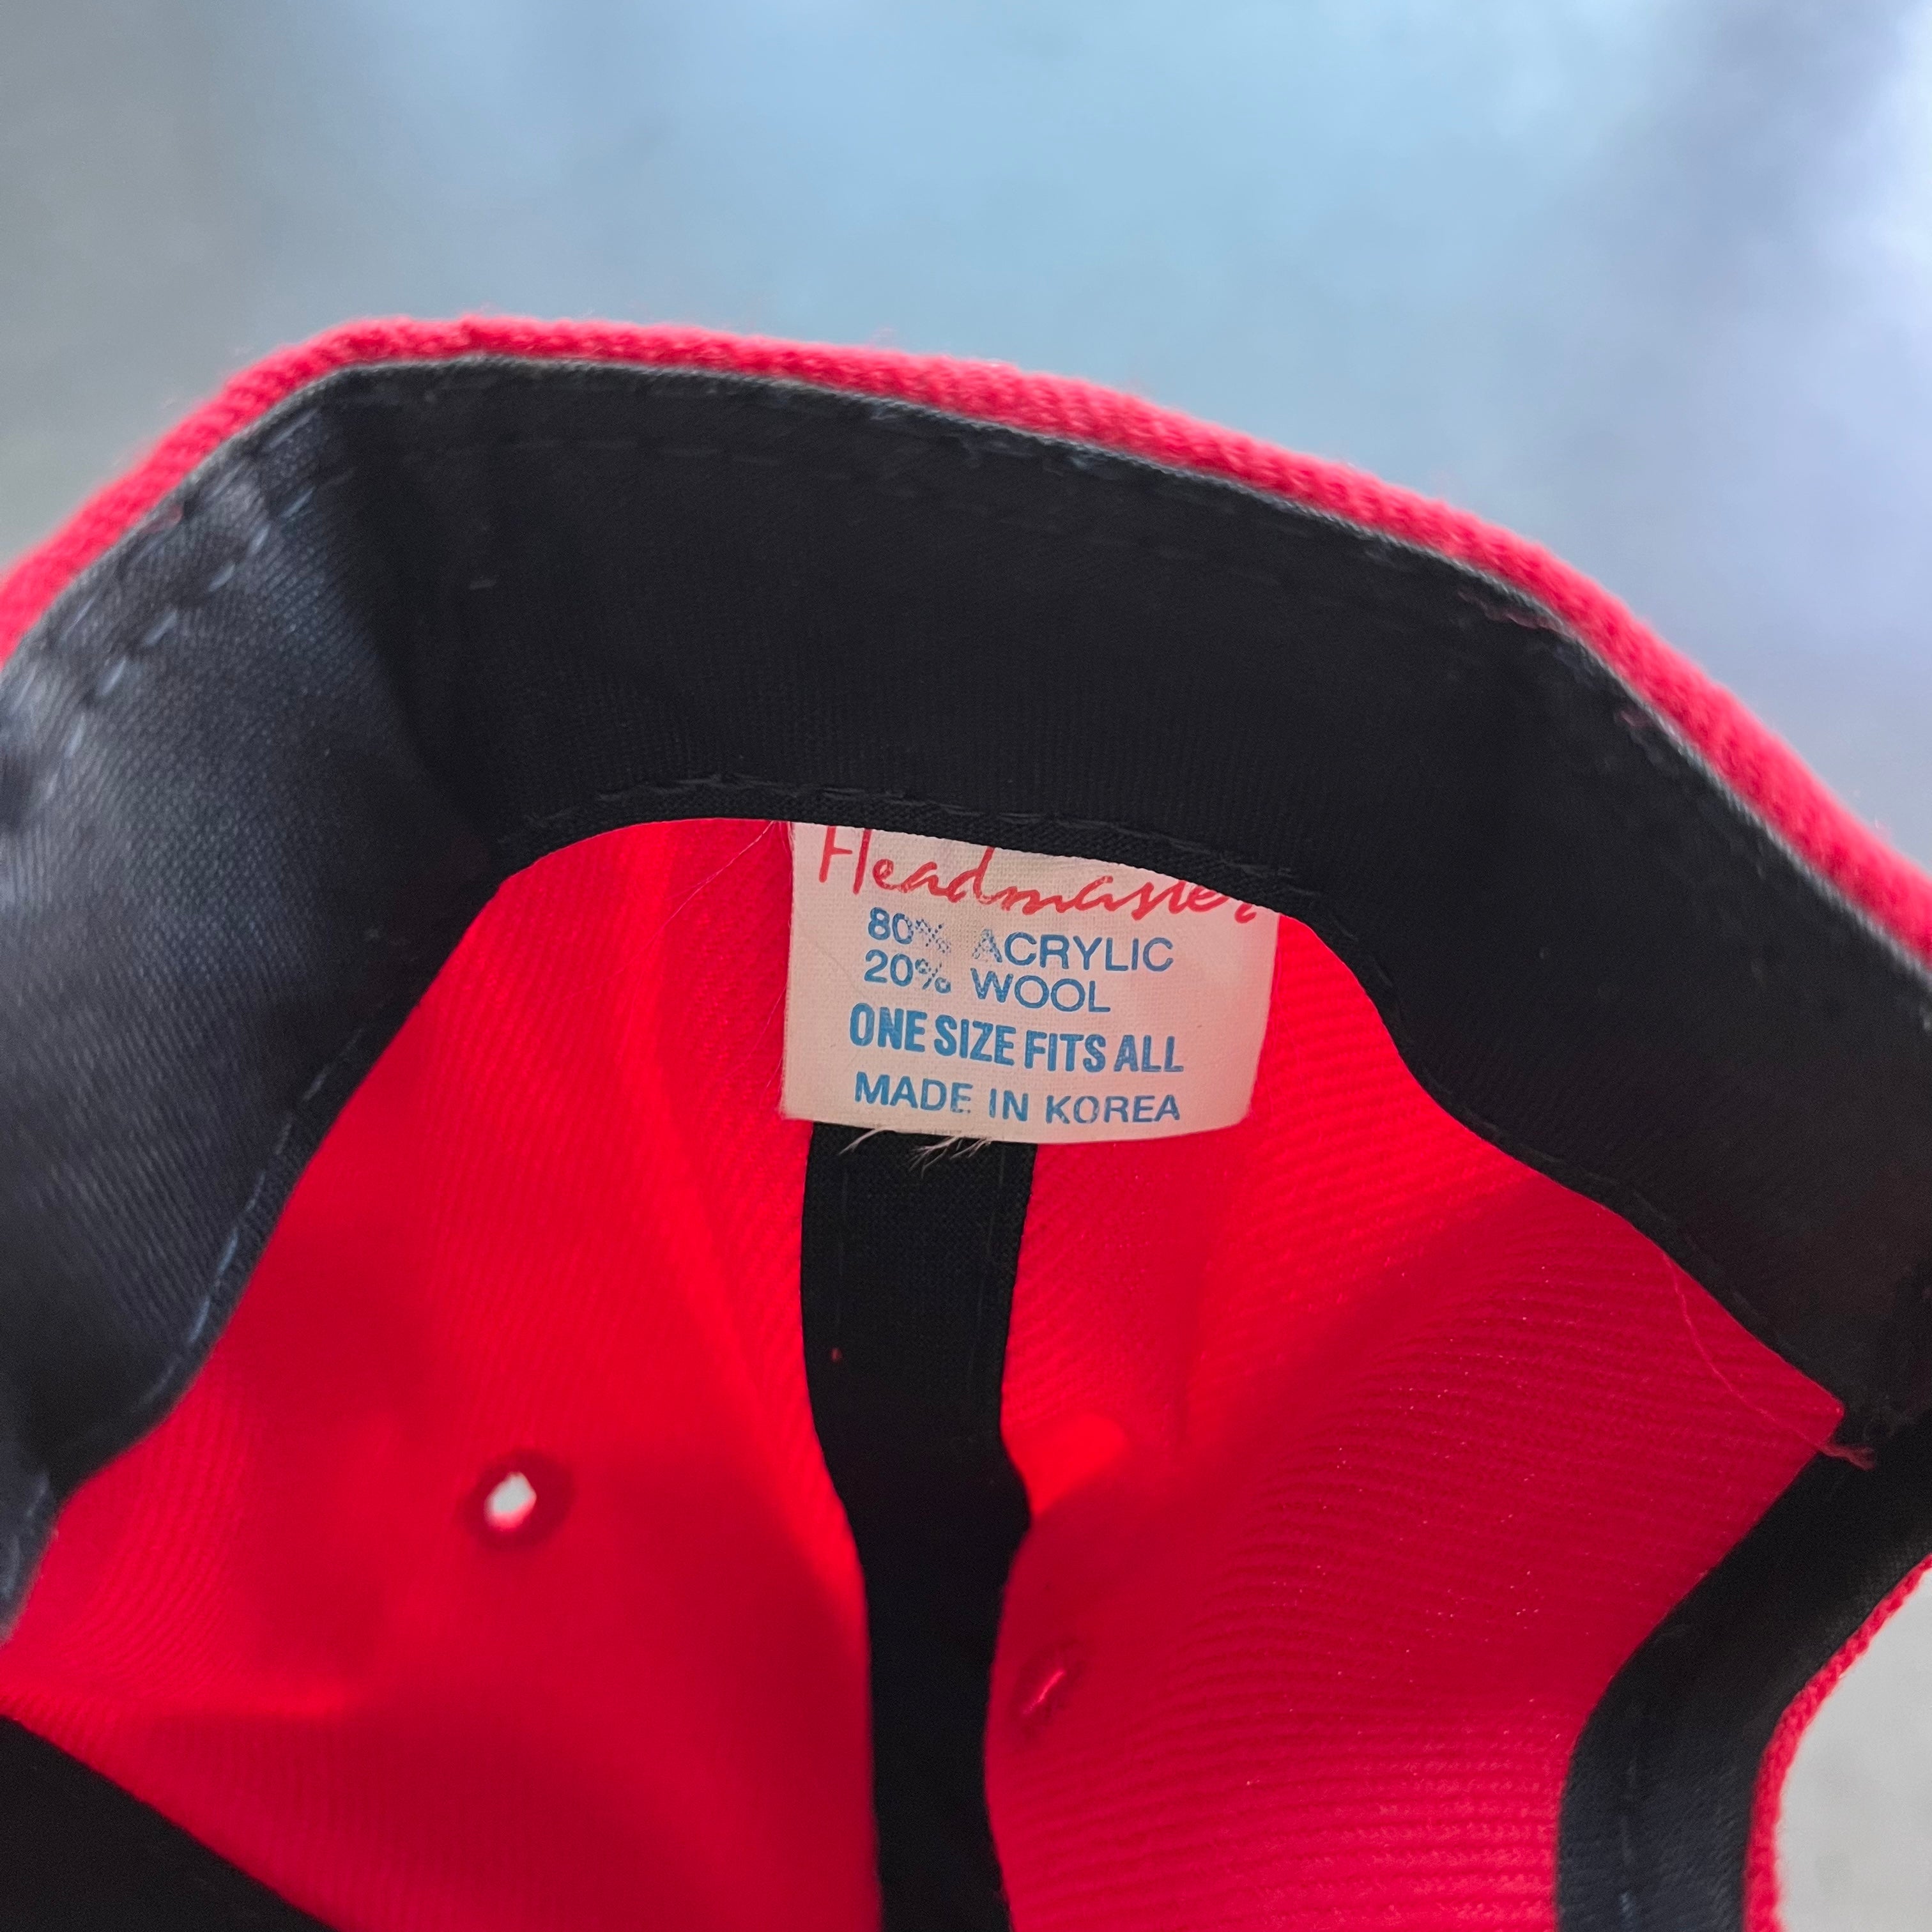 Headmaster
80% ACRYLIC
20% WOOL
ONE SIZE FITS ALL
MADE IN KOREA